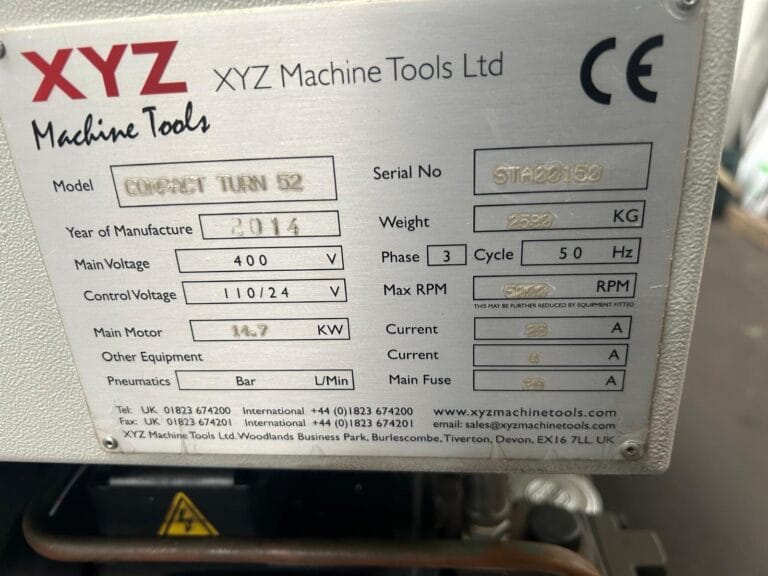 XYZ
Machine Tools
XYZ Machine Tools Ltd
CE
Model COMPACT TURN 52
Serial No STA00150
Year of Manufacture 2014
Weight KG
Main Voltage 400 V
Phase 3 Cycle 50 Hz
Control Voltage 110/24 V
Max RPM RPM
THIS MAY BE FURTHER REDUCED BY EQUIPMENT FITTED
Main Motor 14.7 KW
Current A
Other Equipment
Current A
Pneumatics Bar L/Min
Main Fuse A
Tel: UK 01823 674200 International +44 (0)1823 674200 www.xyzmachinetools.com
Fax: UK 01823 674201 International +44 (0)1823 674201 email: sales@xyzmachinetools.com
XYZ Machine Tools Ltd. Woodlands Business Park, Burlescombe, Tiverton, Devon, EX16 7LL. UK